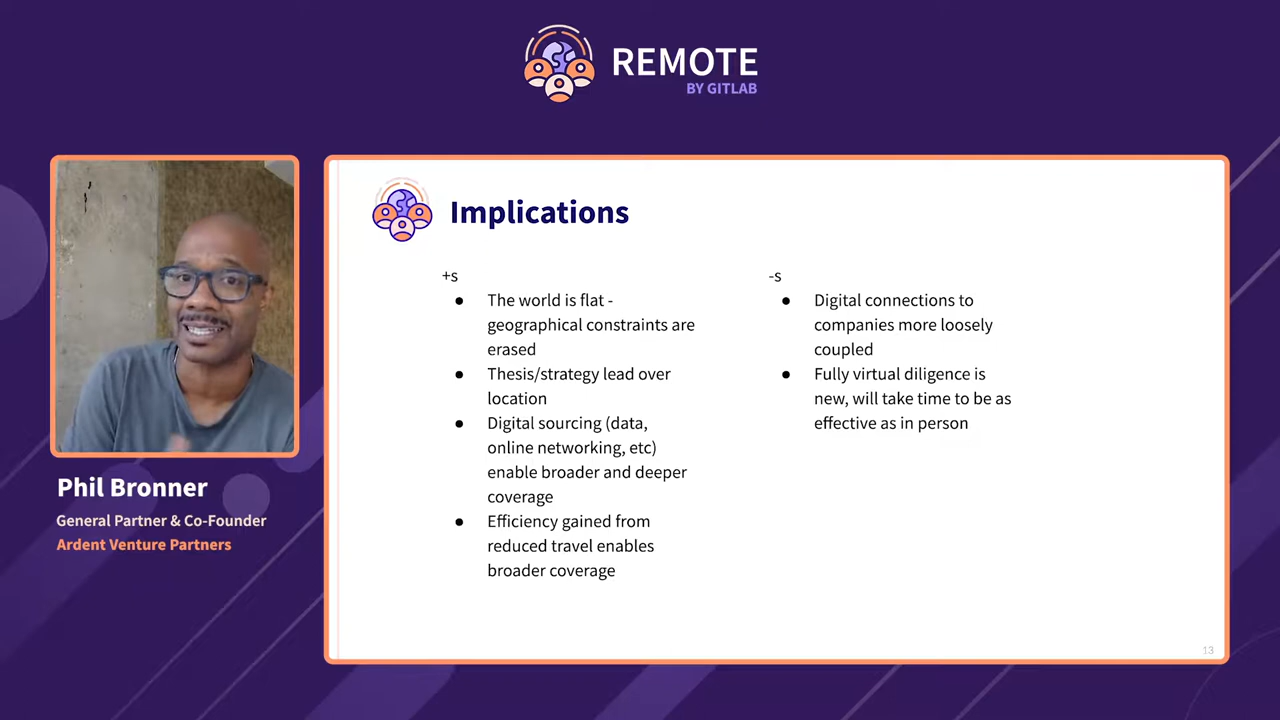 REMOTE
BY GITLAB
Phil Bronner
General Partner & Co-Founder
Ardent Venture Partners
Implications
+s
● The world is flat -
geographical constraints are
erased
● Thesis/strategy lead over
location
● Digital sourcing (data,
online networking, etc)
enable broader and deeper
coverage
● Efficiency gained from
reduced travel enables
broader coverage
-s
● Digital connections to
companies more loosely
coupled
● Fully virtual diligence is
new, will take time to be as
effective as in person
13